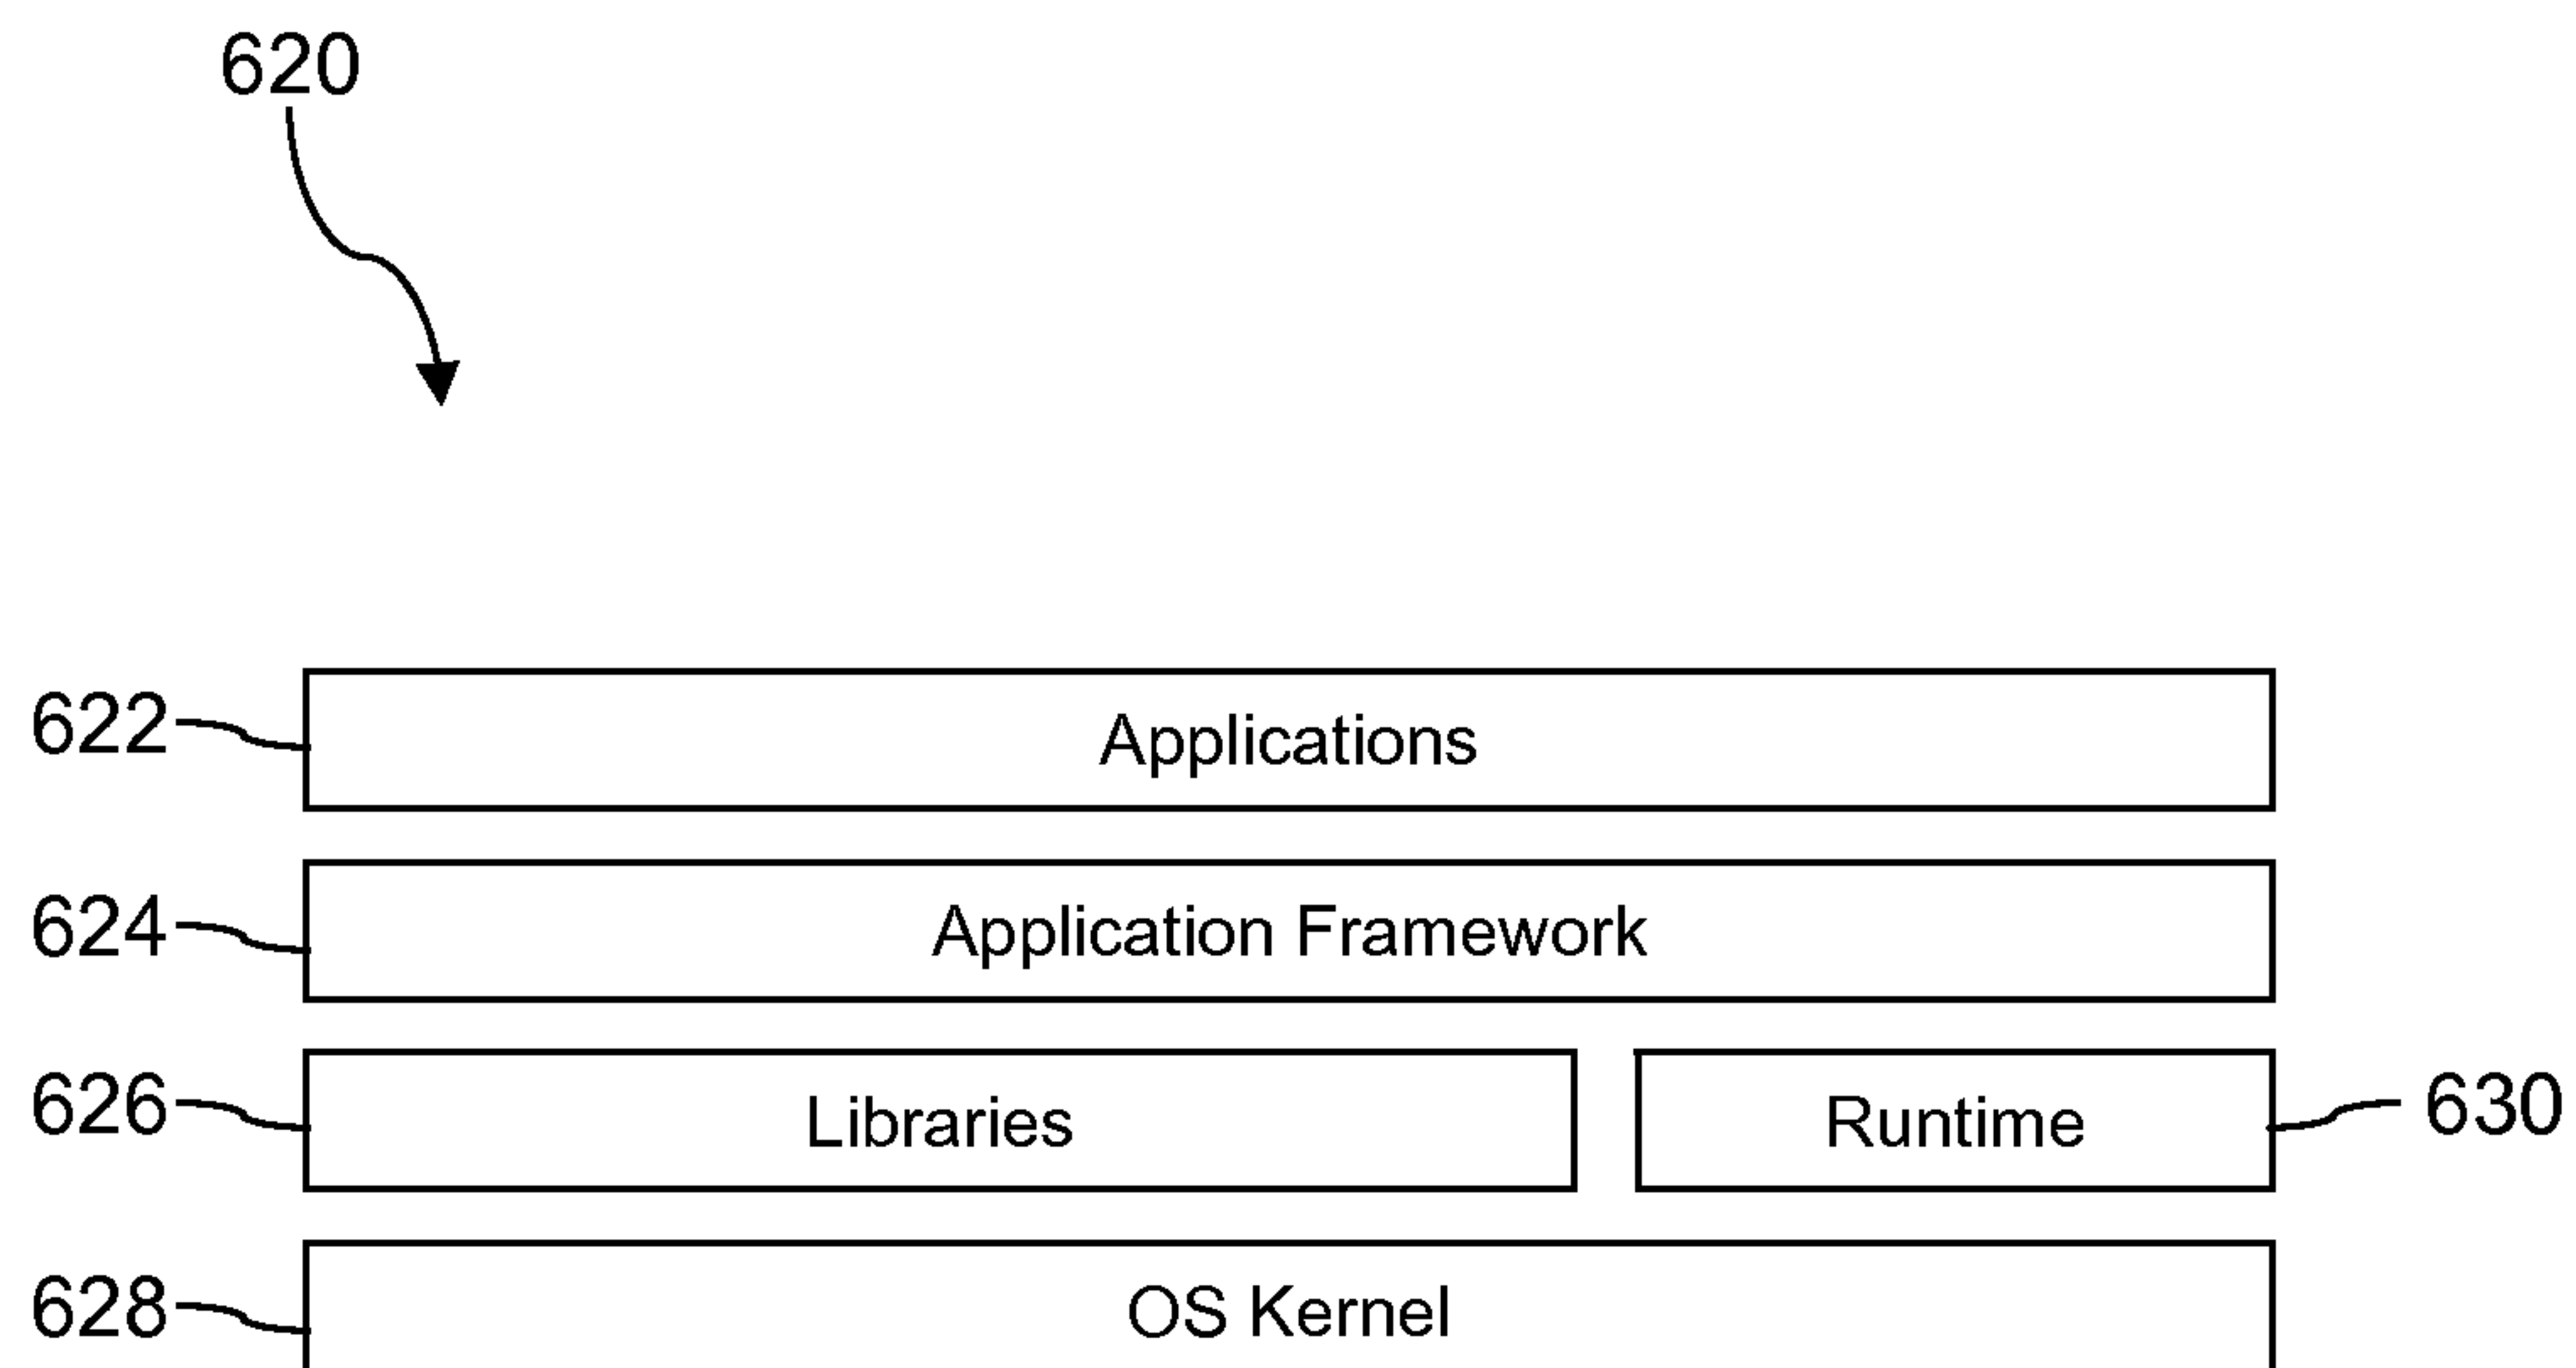 620
622 Applications
624 Application Framework
626 Libraries Runtime 630
628 OS Kernel